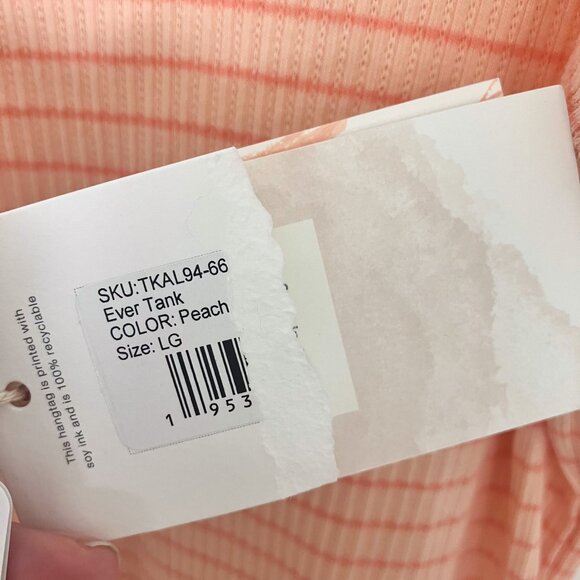 SKU:TKAL94-66
Ever Tank
COLOR: Peach
Size: LG
1 953
This hangtag is printed with
soy ink and is 100% recyclable